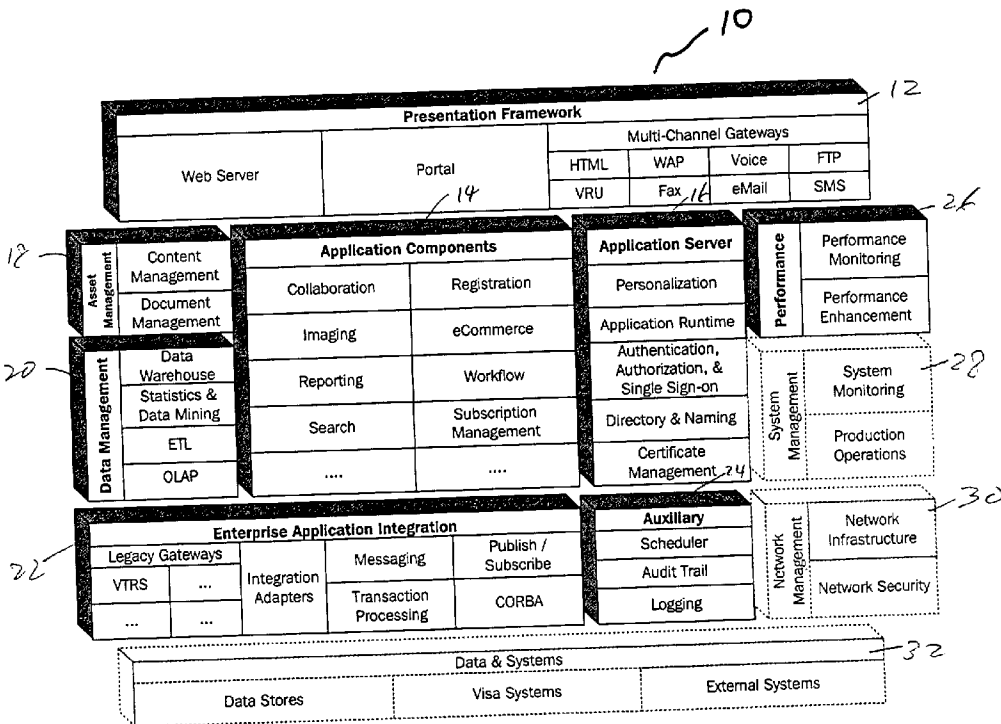 10
12
Presentation Framework
Web Server
Portal
Multi-Channel Gateways
HTML
WAP
Voice
FTP
VRU
Fax
eMail
SMS
18
Asset
Management
Content
Management
Document
Management
14
Application Components
Collaboration
Registration
Imaging
eCommerce
Reporting
Workflow
Search
Subscription
Management
....
....
16
Application Server
Personalization
Application Runtime
Authentication,
Authorization, &
Single Sign-on
Directory & Naming
Certificate
Management
26
Performance
Performance
Monitoring
Performance
Enhancement
20
Data Management
Data
Warehouse
Statistics &
Data Mining
ETL
OLAP
28
System
Management
System
Monitoring
Production
Operations
22
Enterprise Application Integration
Legacy Gateways
VTRS
...
...
...
Integration
Adapters
Messaging
Publish /
Subscribe
Transaction
Processing
CORBA
24
Auxiliary
Scheduler
Audit Trail
Logging
30
Network
Management
Network
Infrastructure
Network Security
32
Data & Systems
Data Stores
Visa Systems
External Systems